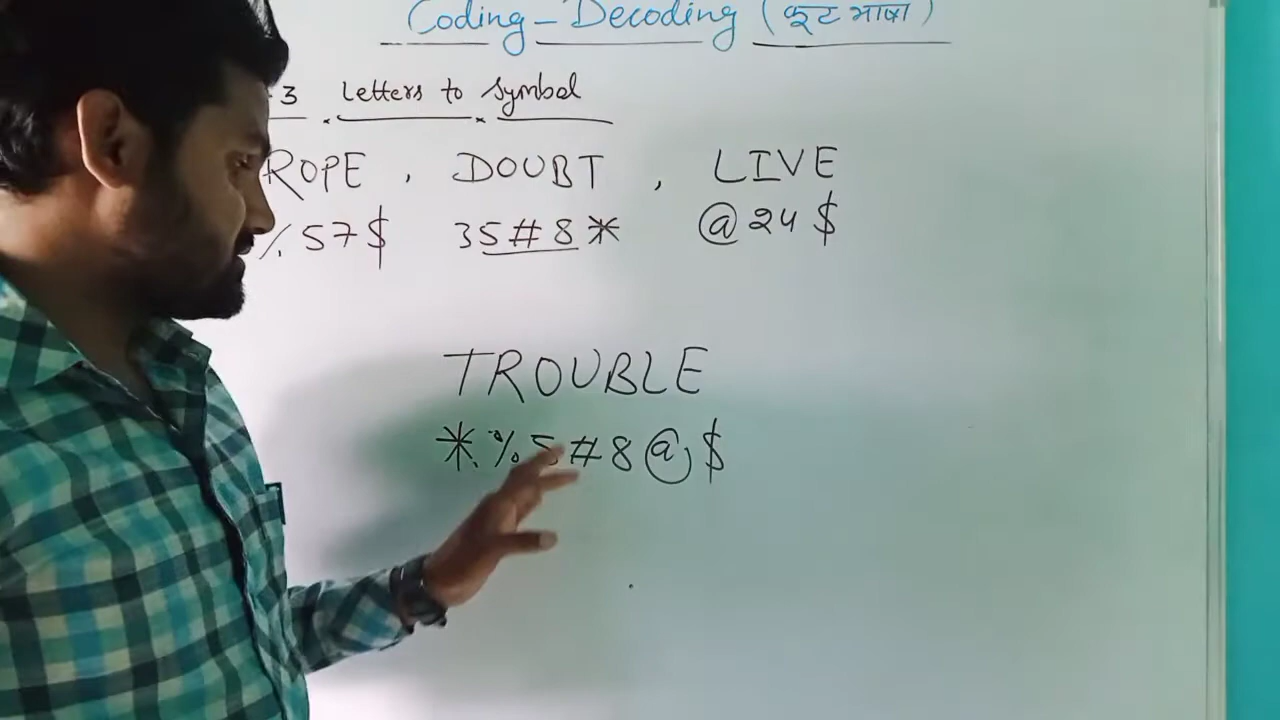 Coding - Decoding (कूट भाषा)
3 Letters to Symbol
ROPE , DOUBT , LIVE
% 57$ 35#8* @24$
TROUBLE
*%5#8@$